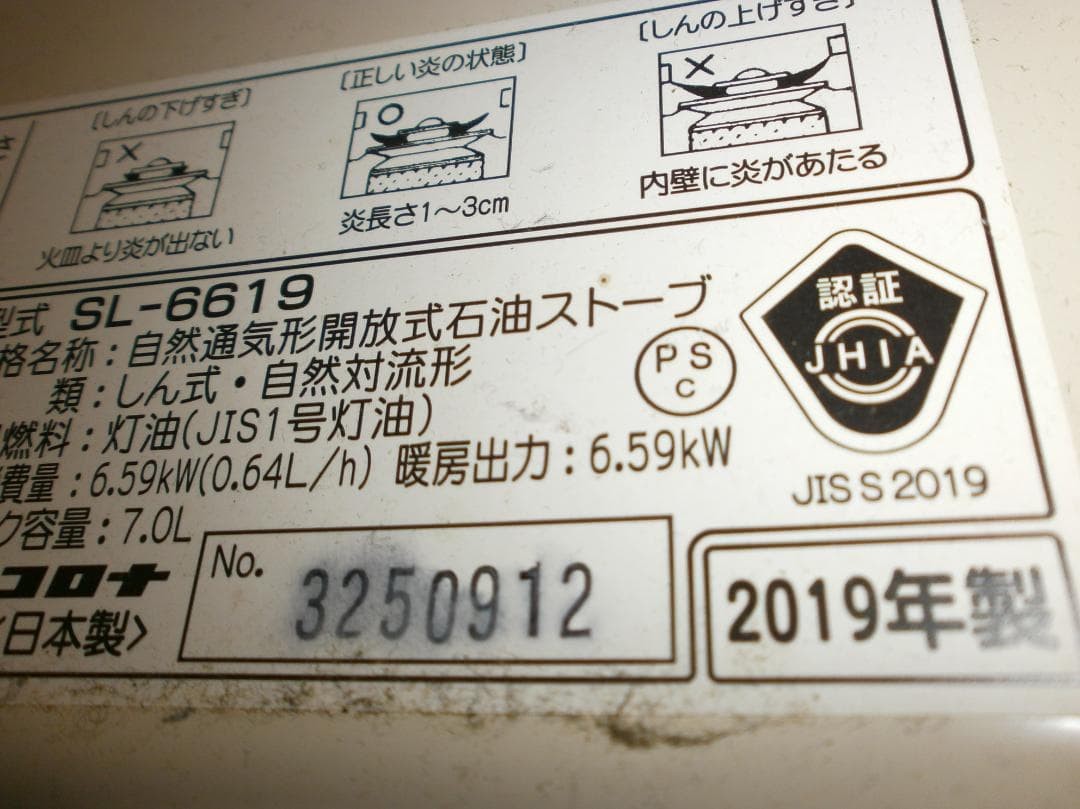 [しんの下げすぎ]
[正しい炎の状態]
[しんの上げすぎ]
火皿より炎が出ない
炎長さ1〜3cm
内壁に炎があたる
型式 SL-6619
格名称：自然通気形開放式石油ストーブ
類：しん式・自然対流形
燃料：灯油(JIS1号灯油)
費量：6.59kW(0.64L/h) 暖房出力：6.59kW
ク容量：7.0L
PSC
認証
JHIA
JIS S 2019
コロナ
<日本製>
No.
3250912
2019年製